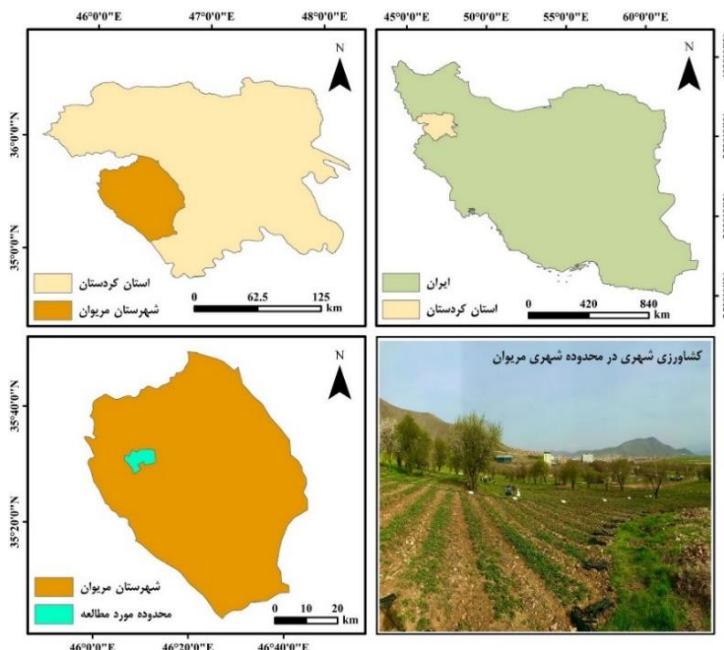 46°0'0"E 47°0'0"E
36°0'0"N
35°0'0"N
N
استان کردستان
شهرستان مریوان
0 62.5 125
km
45°0'0"E 50°0'0"E 55°0'0"E 60°0'0"E
N
ایران
استان کردستان
0 420 840
km
35°40'0"N
35°20'0"N
N
شهرستان مریوان
محدوده مورد مطالعه
0 10 20
km
46°0'0"E 46°20'0"E 46°40'0"E
کشاورزی شهری در محدوده شهری مریوان